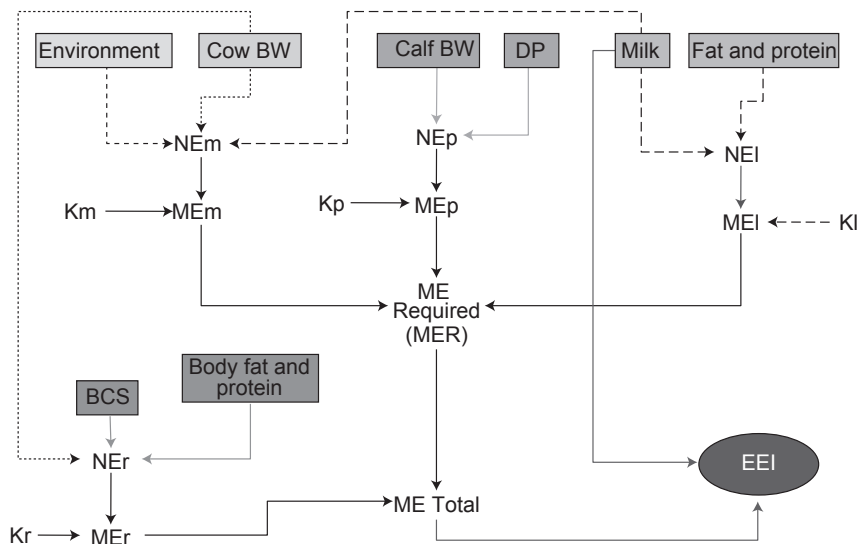 Environment
Cow BW
Calf BW
DP
Milk
Fat and protein
NEm
NEp
NEl
Km
MEm
Kp
MEp
MEl
Kl
ME
Required
(MER)
Body fat and
protein
BCS
NEr
EEI
ME Total
Kr
MEr